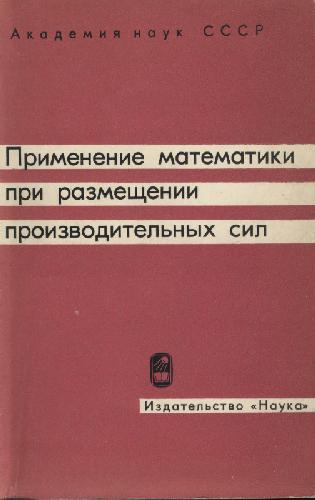 Академия наук СССР
Применение математики
при размещении
производительных сил
Издательство «Наука»